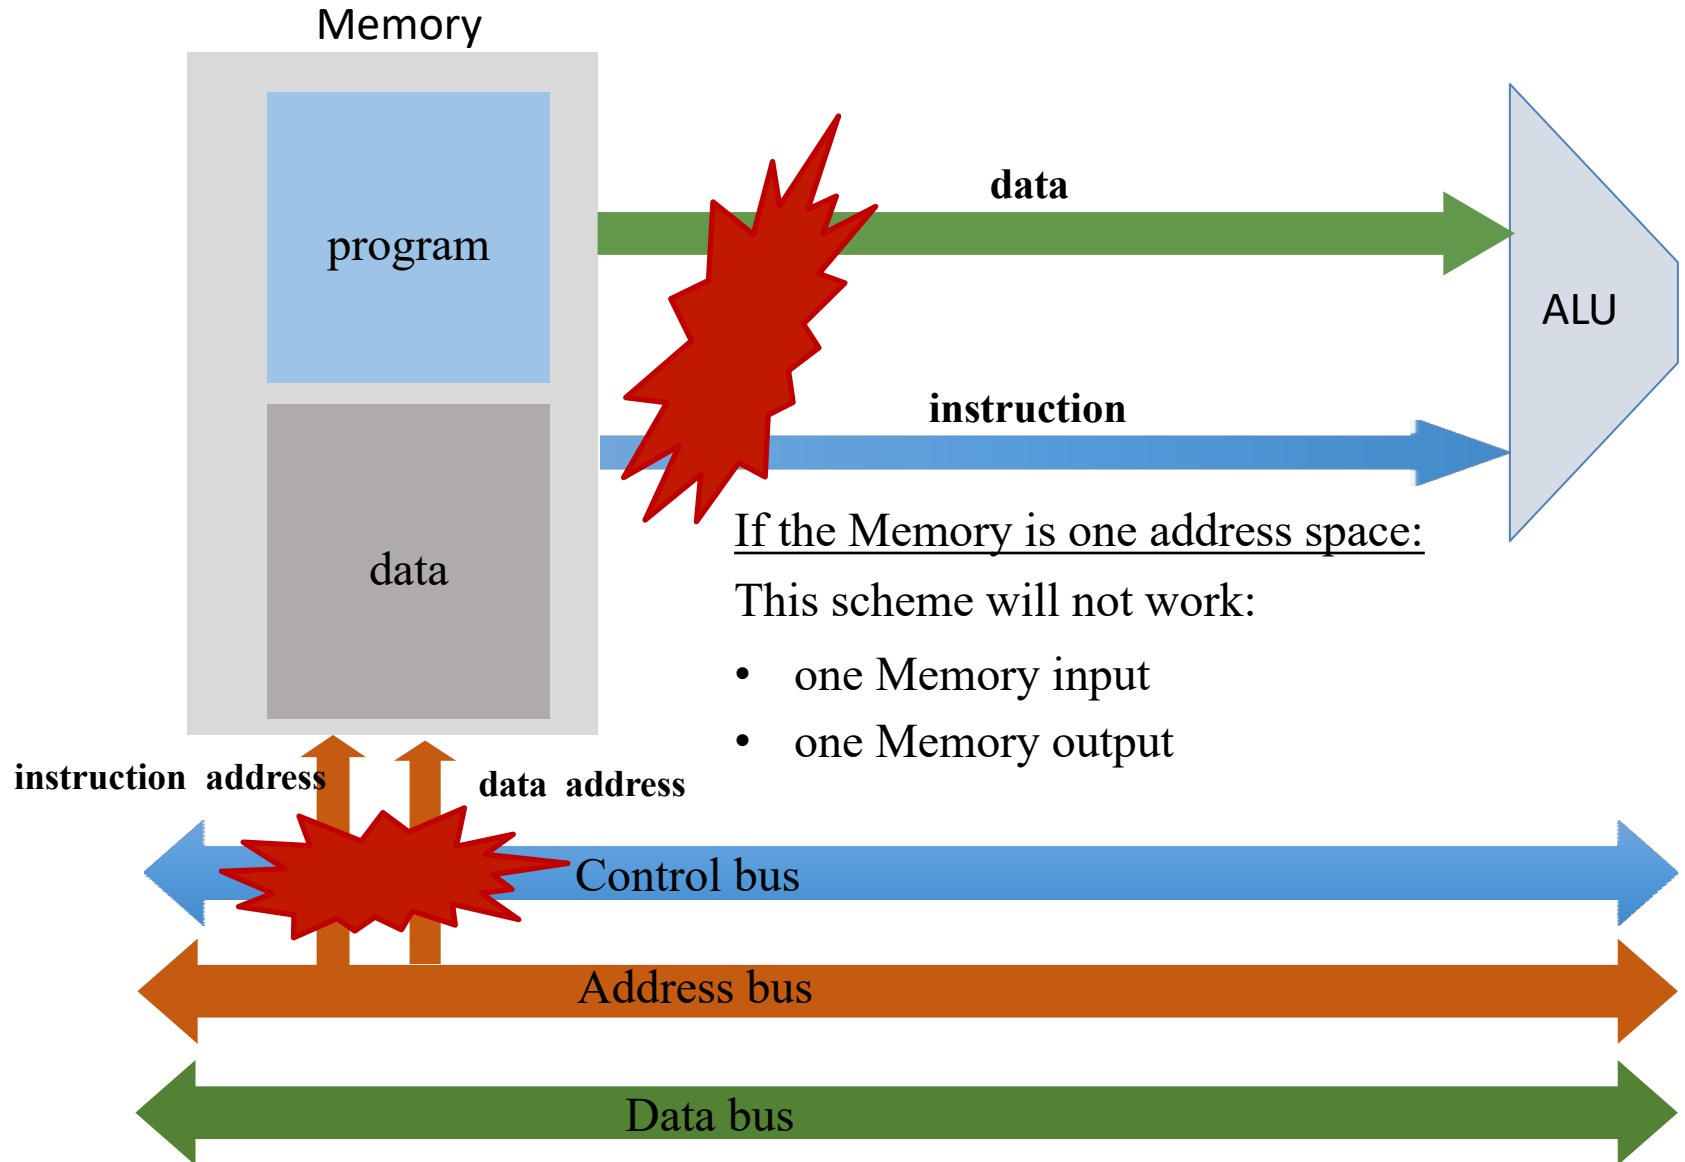 Memory
program
data
ALU
instruction
If the Memory is one address space:
data
This scheme will not work:
• one Memory input
• one Memory output
instruction address
data address
Control bus
Address bus
Data bus